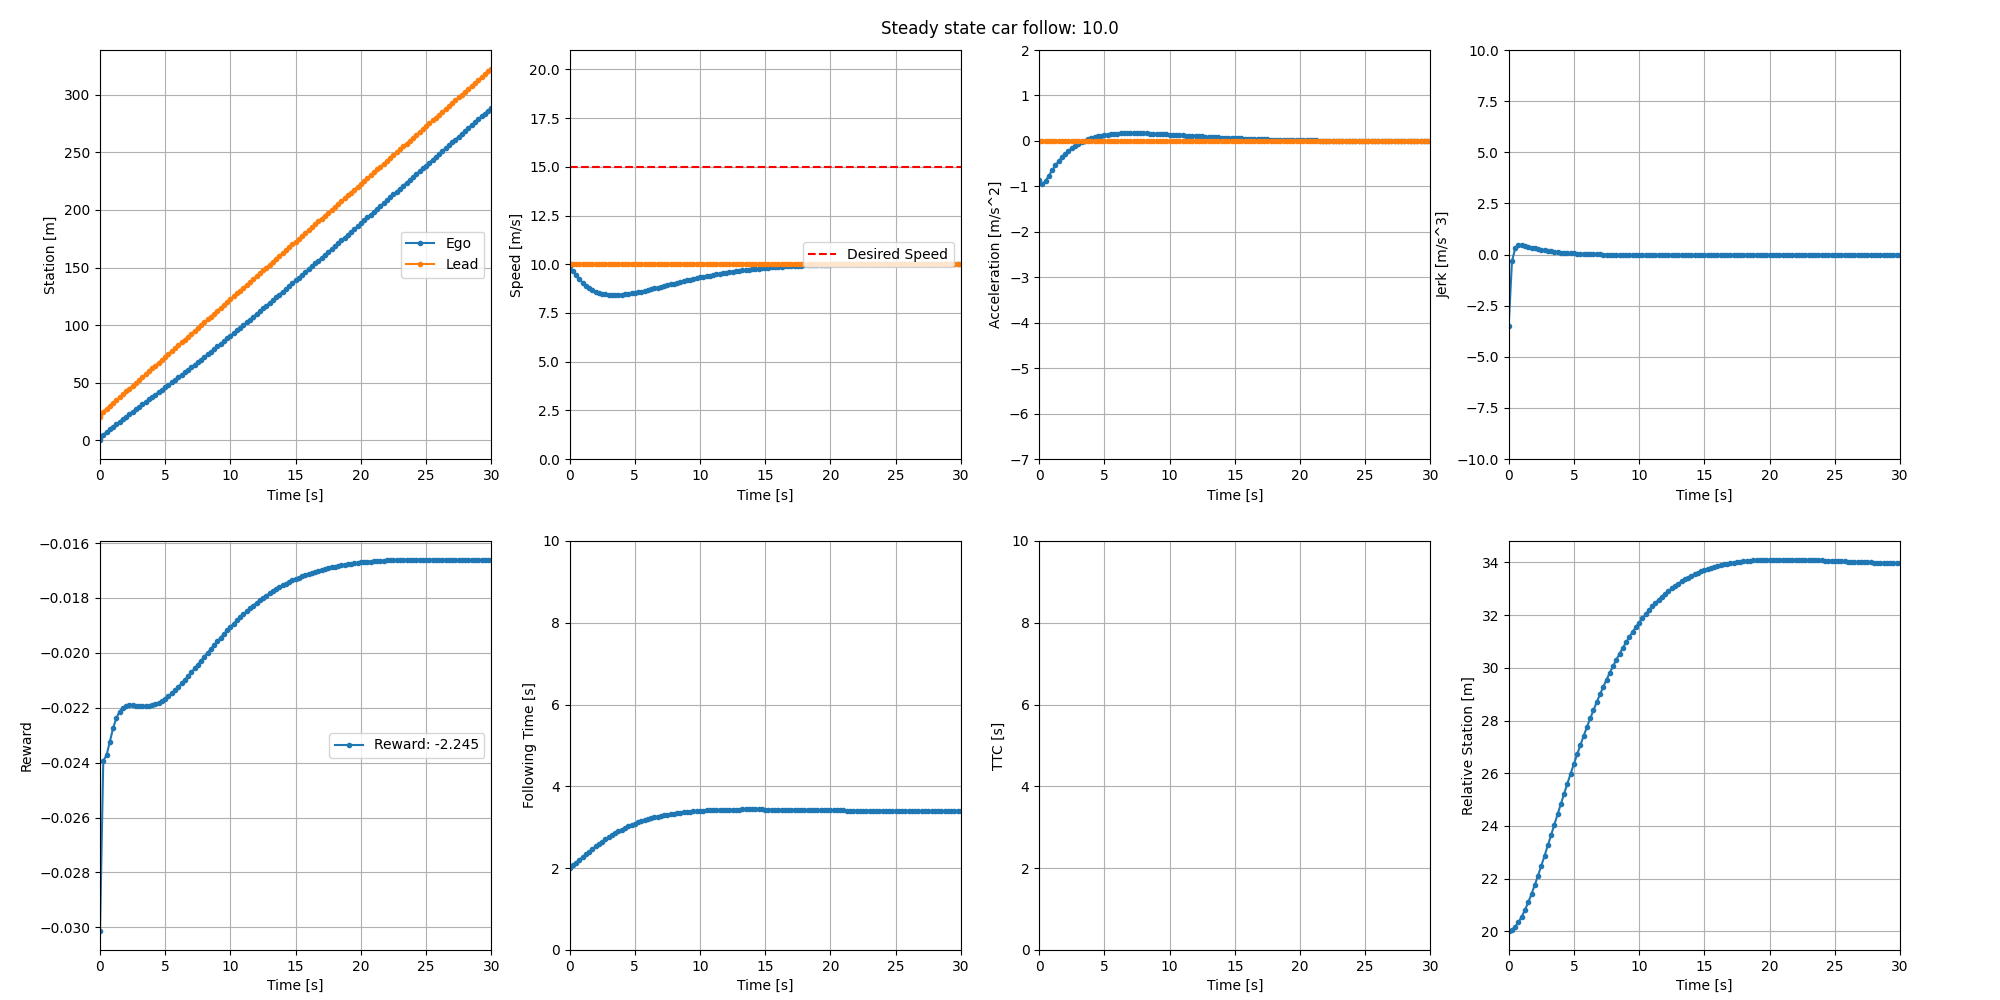 Steady state car follow: 10.0
Station [m]
300
250
200
150
100
50
0
Ego
Lead
0 5 10 15 20 25 30
Time [s]
Speed [m/s]
20.0
17.5
15.0
12.5
10.0
7.5
5.0
2.5
0.0
Desired Speed
0 5 10 15 20 25 30
Time [s]
Acceleration [m/s^2]
2
1
0
−1
−2
−3
−4
−5
−6
−7
0 5 10 15 20 25 30
Time [s]
Jerk [m/s^3]
10.0
7.5
5.0
2.5
0.0
−2.5
−5.0
−7.5
−10.0
0 5 10 15 20 25 30
Time [s]
Reward
−0.016
−0.018
−0.020
−0.022
−0.024
−0.026
−0.028
−0.030
Reward: -2.245
0 5 10 15 20 25 30
Time [s]
Following Time [s]
10
8
6
4
2
0
0 5 10 15 20 25 30
Time [s]
TTC [s]
10
8
6
4
2
0
0 5 10 15 20 25 30
Time [s]
Relative Station [m]
34
32
30
28
26
24
22
20
0 5 10 15 20 25 30
Time [s]